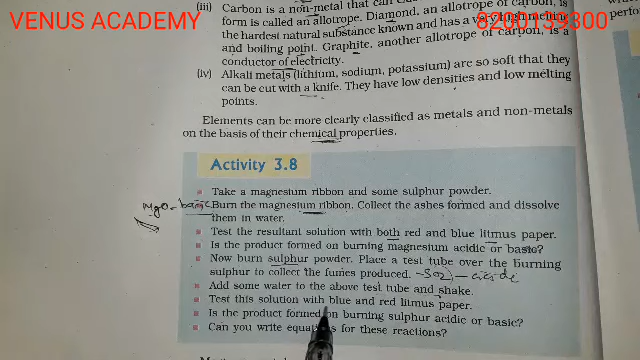 (iii) Carbon is a non-metal that can
VENUS ACADEMY
8200139300
form is called an allotrope. Diamond, an allotrope of carbon, is
the hardest natural substance known and has a very high melting
and boiling point. Graphite, another allotrope of carbon, is a
conductor of electricity.
(iv) Alkali metals (lithium, sodium, potassium) are so soft that they
can be cut with a knife. They have low densities and low melting
points.
Elements can be more clearly classified as metals and non-metals
on the basis of their chemical properties.
Activity 3.8
Take a magnesium ribbon and some sulphur powder.
MgO - basic
Burn the magnesium ribbon. Collect the ashes formed and dissolve
them in water.
Test the resultant solution with both red and blue litmus paper.
Is the product formed on burning magnesium acidic or basic?
Now burn sulphur powder. Place a test tube over the burning
sulphur to collect the fumes produced. - SO2 -
Add some water to the above test tube and shake.
Test this solution with blue and red litmus paper.
Is the product formed on burning sulphur acidic or basic?
Can you write equations for these reactions?